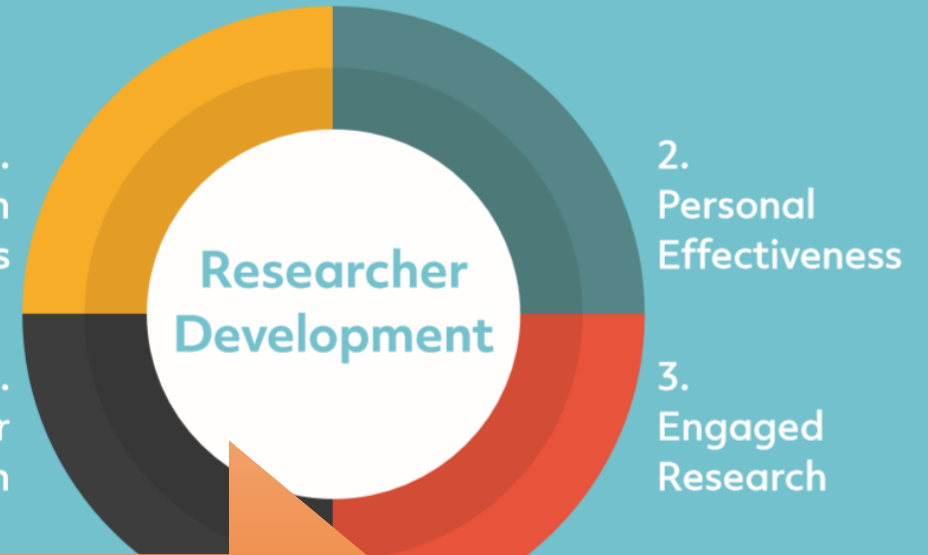 Researcher
Development
2.
Personal
Effectiveness
3.
Engaged
Research